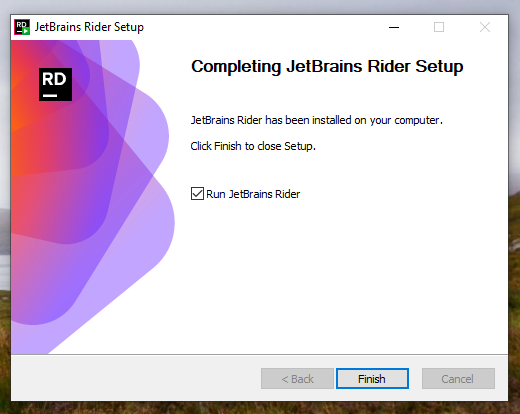 JetBrains Rider Setup
RD
Completing JetBrains Rider Setup
JetBrains Rider has been installed on your computer.
Click Finish to close Setup.
Run JetBrains Rider
< Back
Finish
Cancel